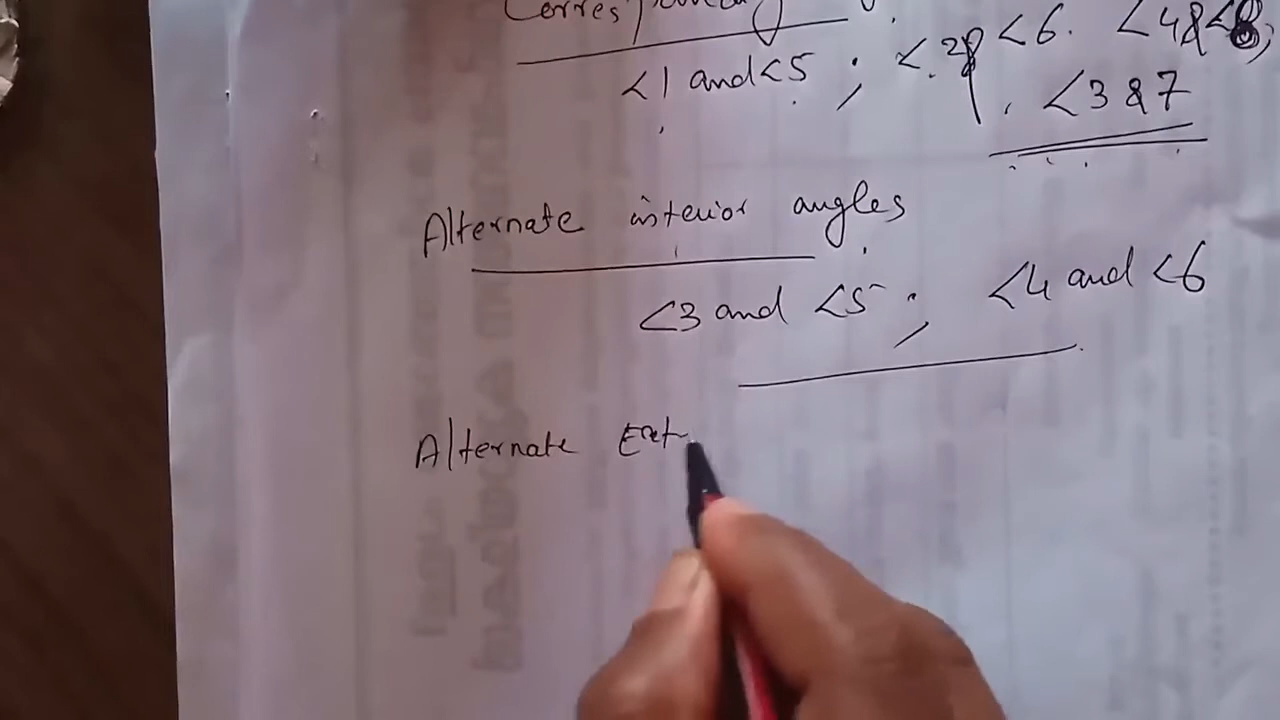 <1 and <5 ; <2& <6. <4&<8;
<3 & 7
Alternate interior angles
<3 and <5 ; <4 and <6
Alternate Ext